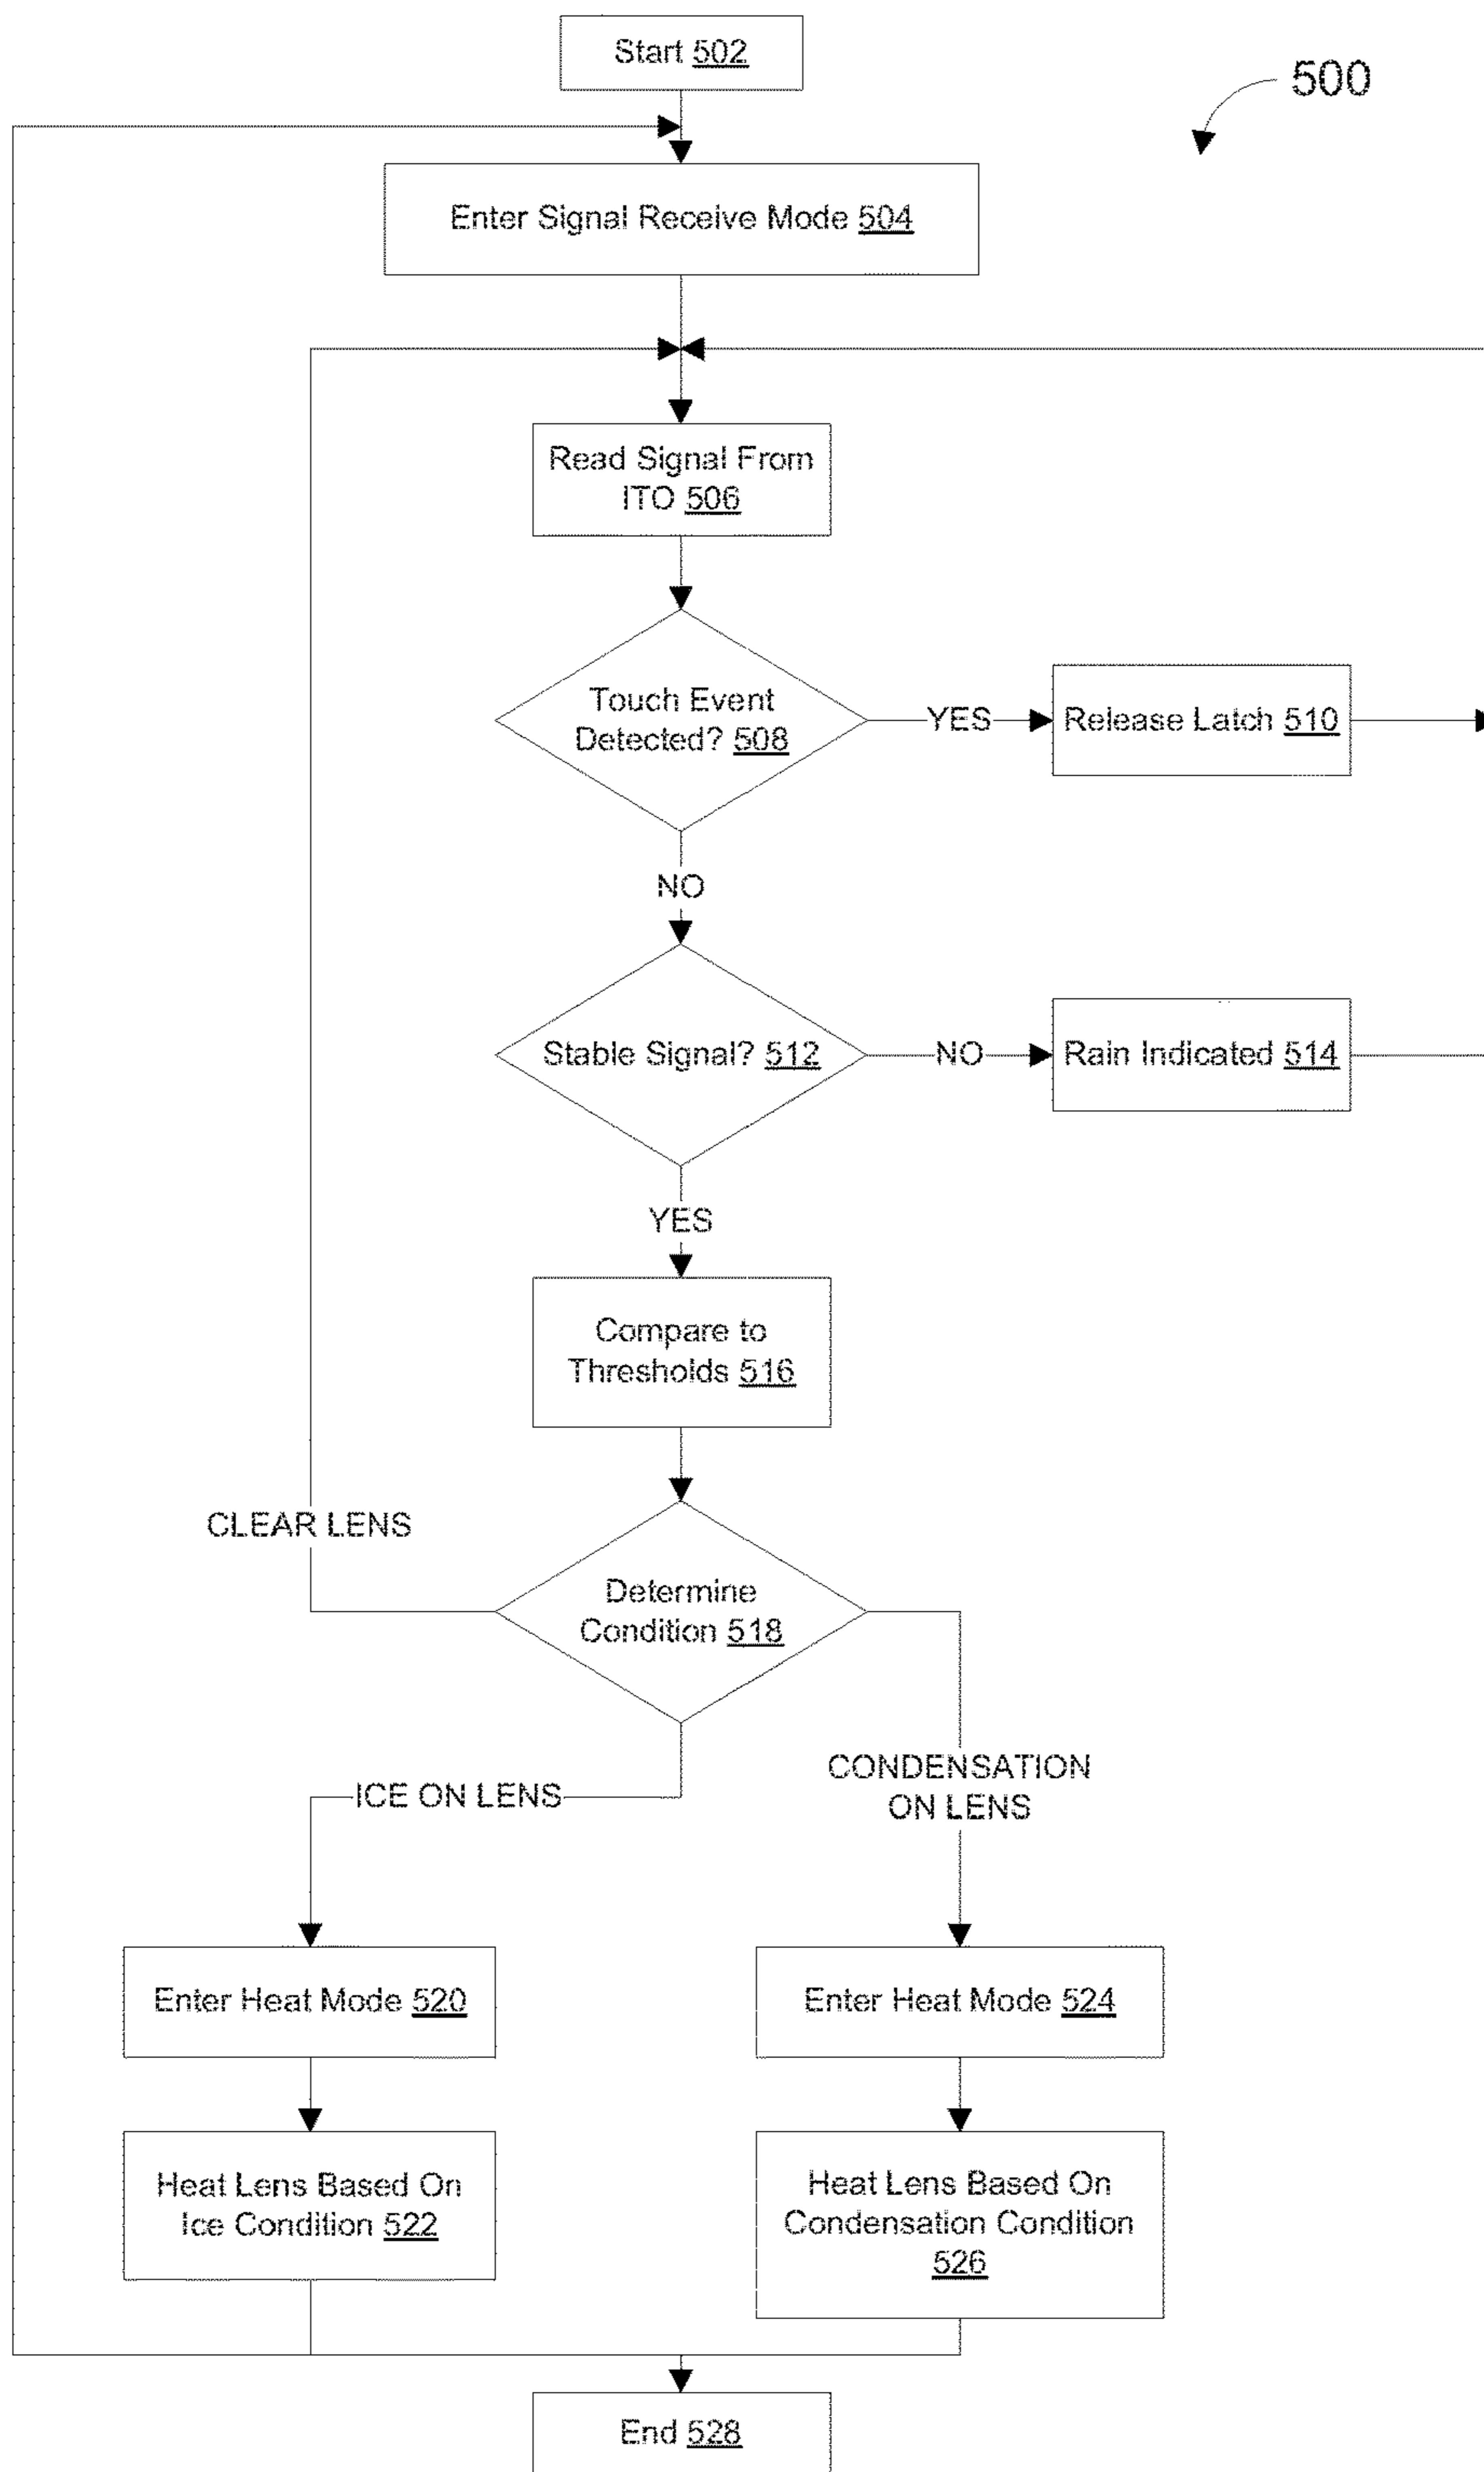 Start 502
500
Enter Signal Receive Mode 504
Read Signal From
ITO 506
Touch Event
Detected? 508
YES
Release Latch 510
NO
Stable Signal? 512
NO
Rain Indicated 514
YES
Compare to
Thresholds 516
CLEAR LENS
Determine
Condition 518
ICE ON LENS
CONDENSATION
ON LENS
Enter Heat Mode 520
Enter Heat Mode 524
Heat Lens Based On
Ice Condition 522
Heat Lens Based On
Condensation Condition
526
End 528